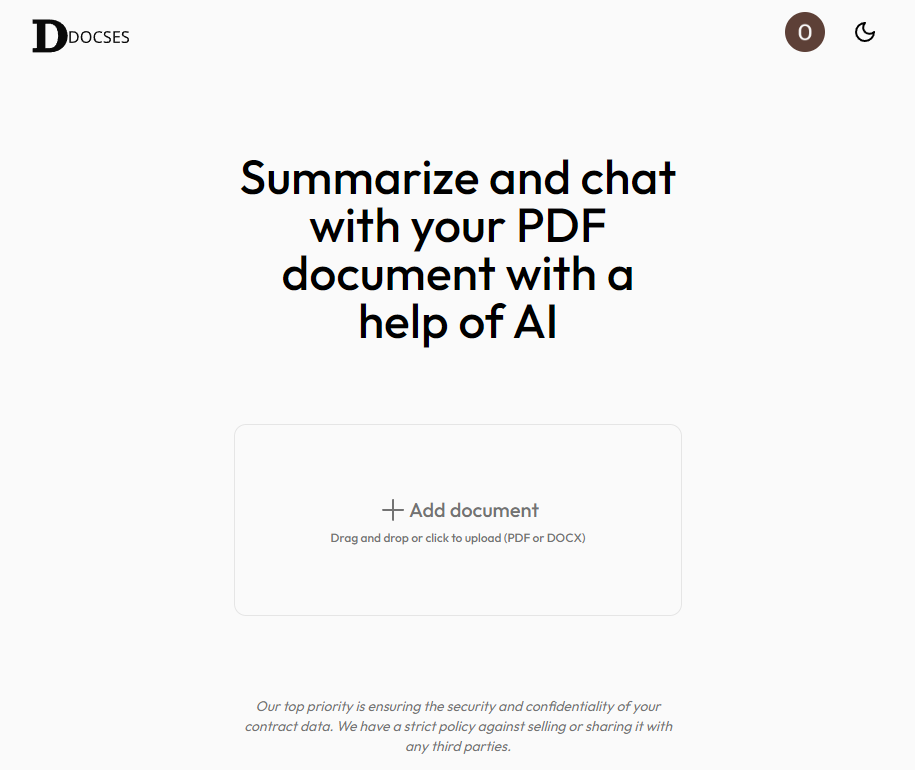 D DOCSES
O
Summarize and chat
with your PDF
document with a
help of AI
Add document
Drag and drop or click to upload (PDF or DOCX)
Our top priority is ensuring the security and confidentiality of your
contract data. We have a strict policy against selling or sharing it with
any third parties.